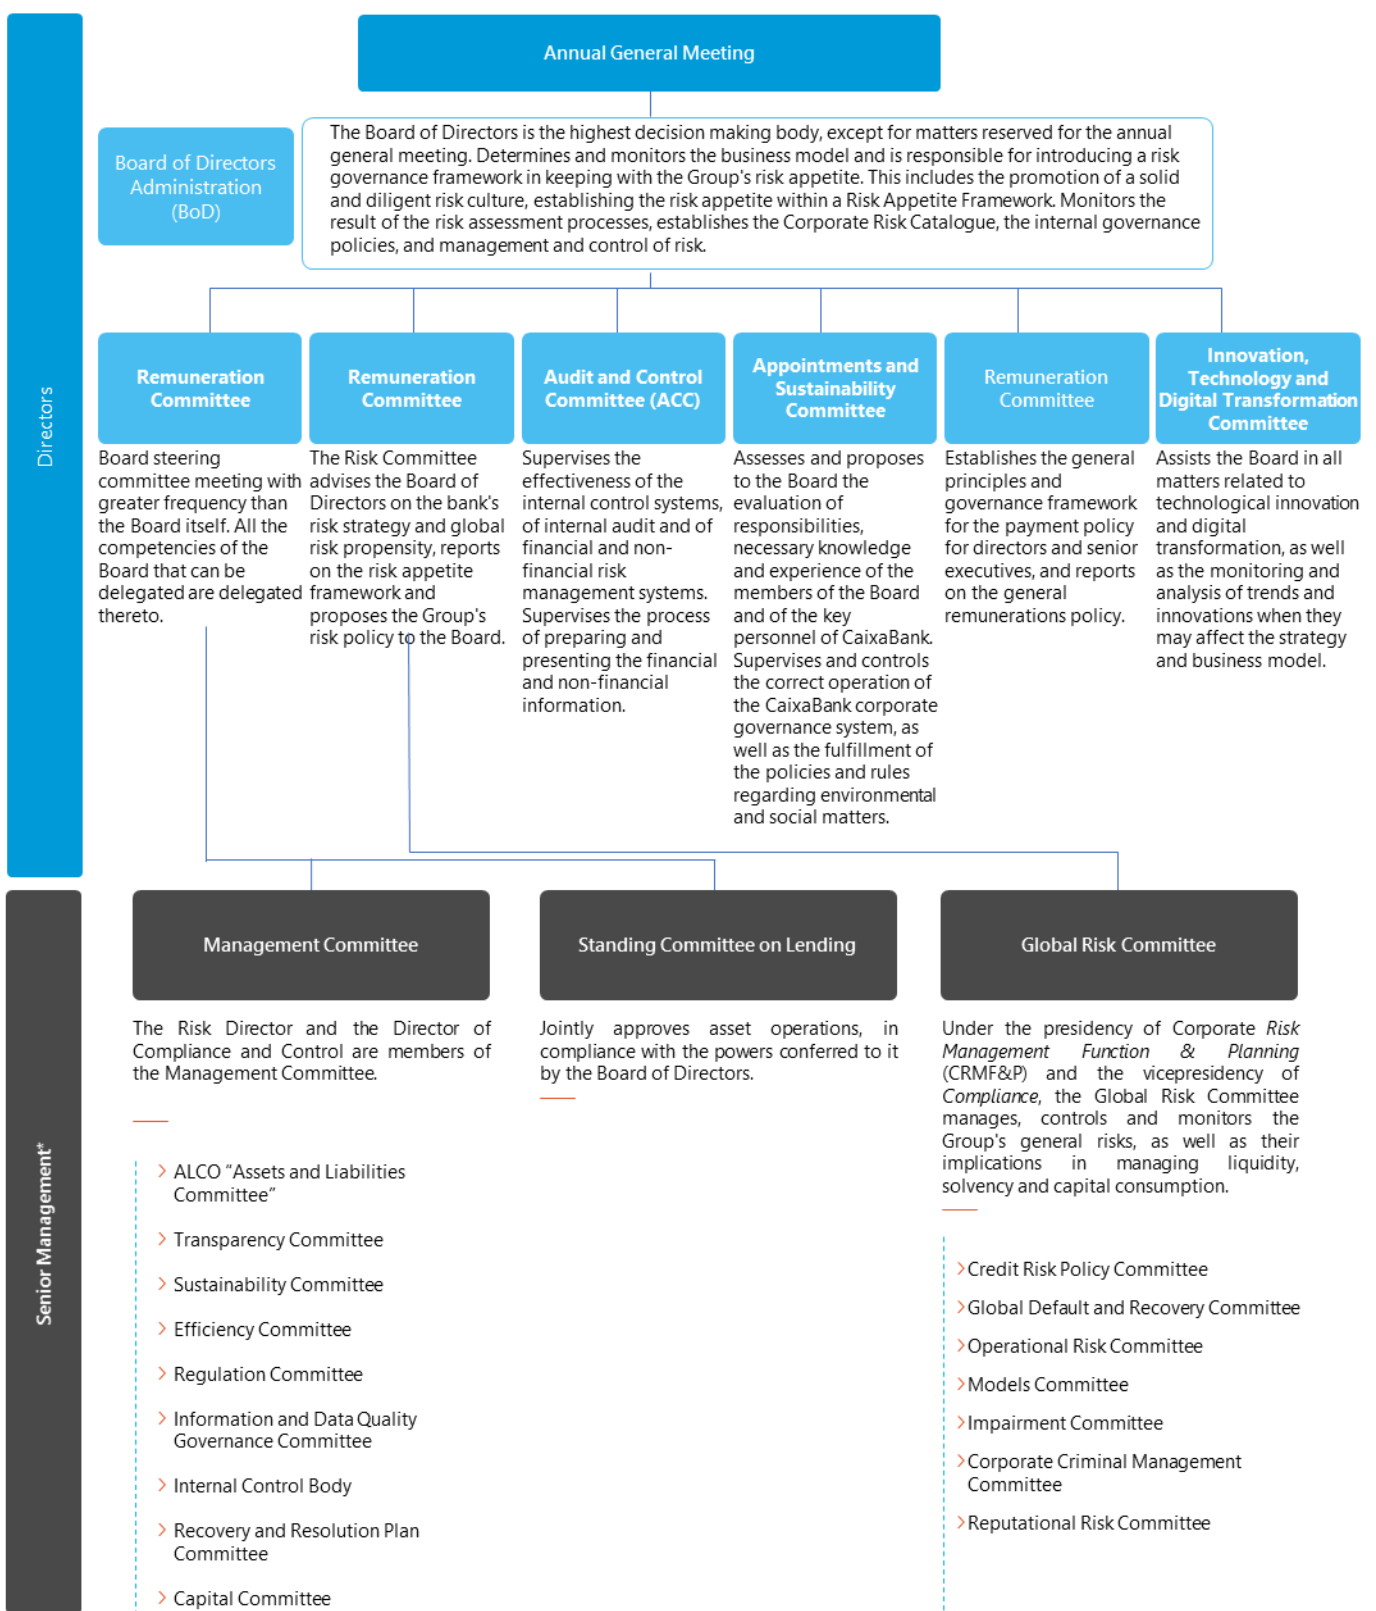 Annual General Meeting
Directors
Board of Directors
Administration
(BoD)
The Board of Directors is the highest decision making body, except for matters reserved for the annual
general meeting. Determines and monitors the business model and is responsible for introducing a risk
governance framework in keeping with the Group's risk appetite. This includes the promotion of a solid
and diligent risk culture, establishing the risk appetite within a Risk Appetite Framework. Monitors the
result of the risk assessment processes, establishes the Corporate Risk Catalogue, the internal governance
policies, and management and control of risk.
Remuneration
Committee
Board steering
committee meeting with
greater frequency than
the Board itself. All the
competencies of the
Board that can be
delegated are delegated
thereto.
Remuneration
Committee
The Risk Committee
advises the Board of
Directors on the bank's
risk strategy and global
risk propensity, reports
on the risk appetite
framework and
proposes the Group's
risk policy to the Board.
Audit and Control
Committee (ACC)
Supervises the
effectiveness of the
internal control systems,
of internal audit and of
financial and non-
financial risk
management systems.
Supervises the process
of preparing and
presenting the financial
and non-financial
information.
Appointments and
Sustainability
Committee
Assesses and proposes
to the Board the
evaluation of
responsibilities,
necessary knowledge
and experience of the
members of the Board
and of the key
personnel of CaixaBank.
Supervises and controls
the correct operation of
the CaixaBank corporate
governance system, as
well as the fulfillment of
the policies and rules
regarding environmental
and social matters.
Remuneration
Committee
Establishes the general
principles and
governance framework
for the payment policy
for directors and senior
executives, and reports
on the general
remunerations policy.
Innovation,
Technology and
Digital Transformation
Committee
Assists the Board in all
matters related to
technological innovation
and digital
transformation, as well
as the monitoring and
analysis of trends and
innovations when they
may affect the strategy
and business model.
Senior Management*
Management Committee
The Risk Director and the Director of
Compliance and Control are members of
the Management Committee.
ALCO “Assets and Liabilities
Committee”
Transparency Committee
Sustainability Committee
Efficiency Committee
Regulation Committee
Information and Data Quality
Governance Committee
Internal Control Body
Recovery and Resolution Plan
Committee
Capital Committee
Standing Committee on Lending
Jointly approves asset operations, in
compliance with the powers conferred to it
by the Board of Directors.
Global Risk Committee
Under the presidency of Corporate Risk
Management Function & Planning
(CRMF&P) and the vicepresidency of
Compliance, the Global Risk Committee
manages, controls and monitors the
Group's general risks, as well as their
implications in managing liquidity,
solvency and capital consumption.
Credit Risk Policy Committee
Global Default and Recovery Committee
Operational Risk Committee
Models Committee
Impairment Committee
Corporate Criminal Management
Committee
Reputational Risk Committee